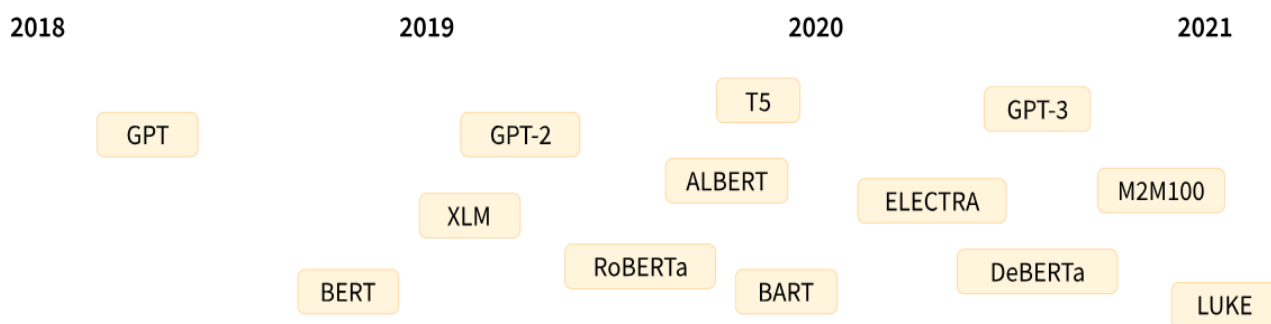 2018 2019 2020 2021
T5
GPT-3
GPT
GPT-2
ALBERT
M2M100
ELECTRA
XLM
RoBERTa
DeBERTa
BERT
BART
LUKE